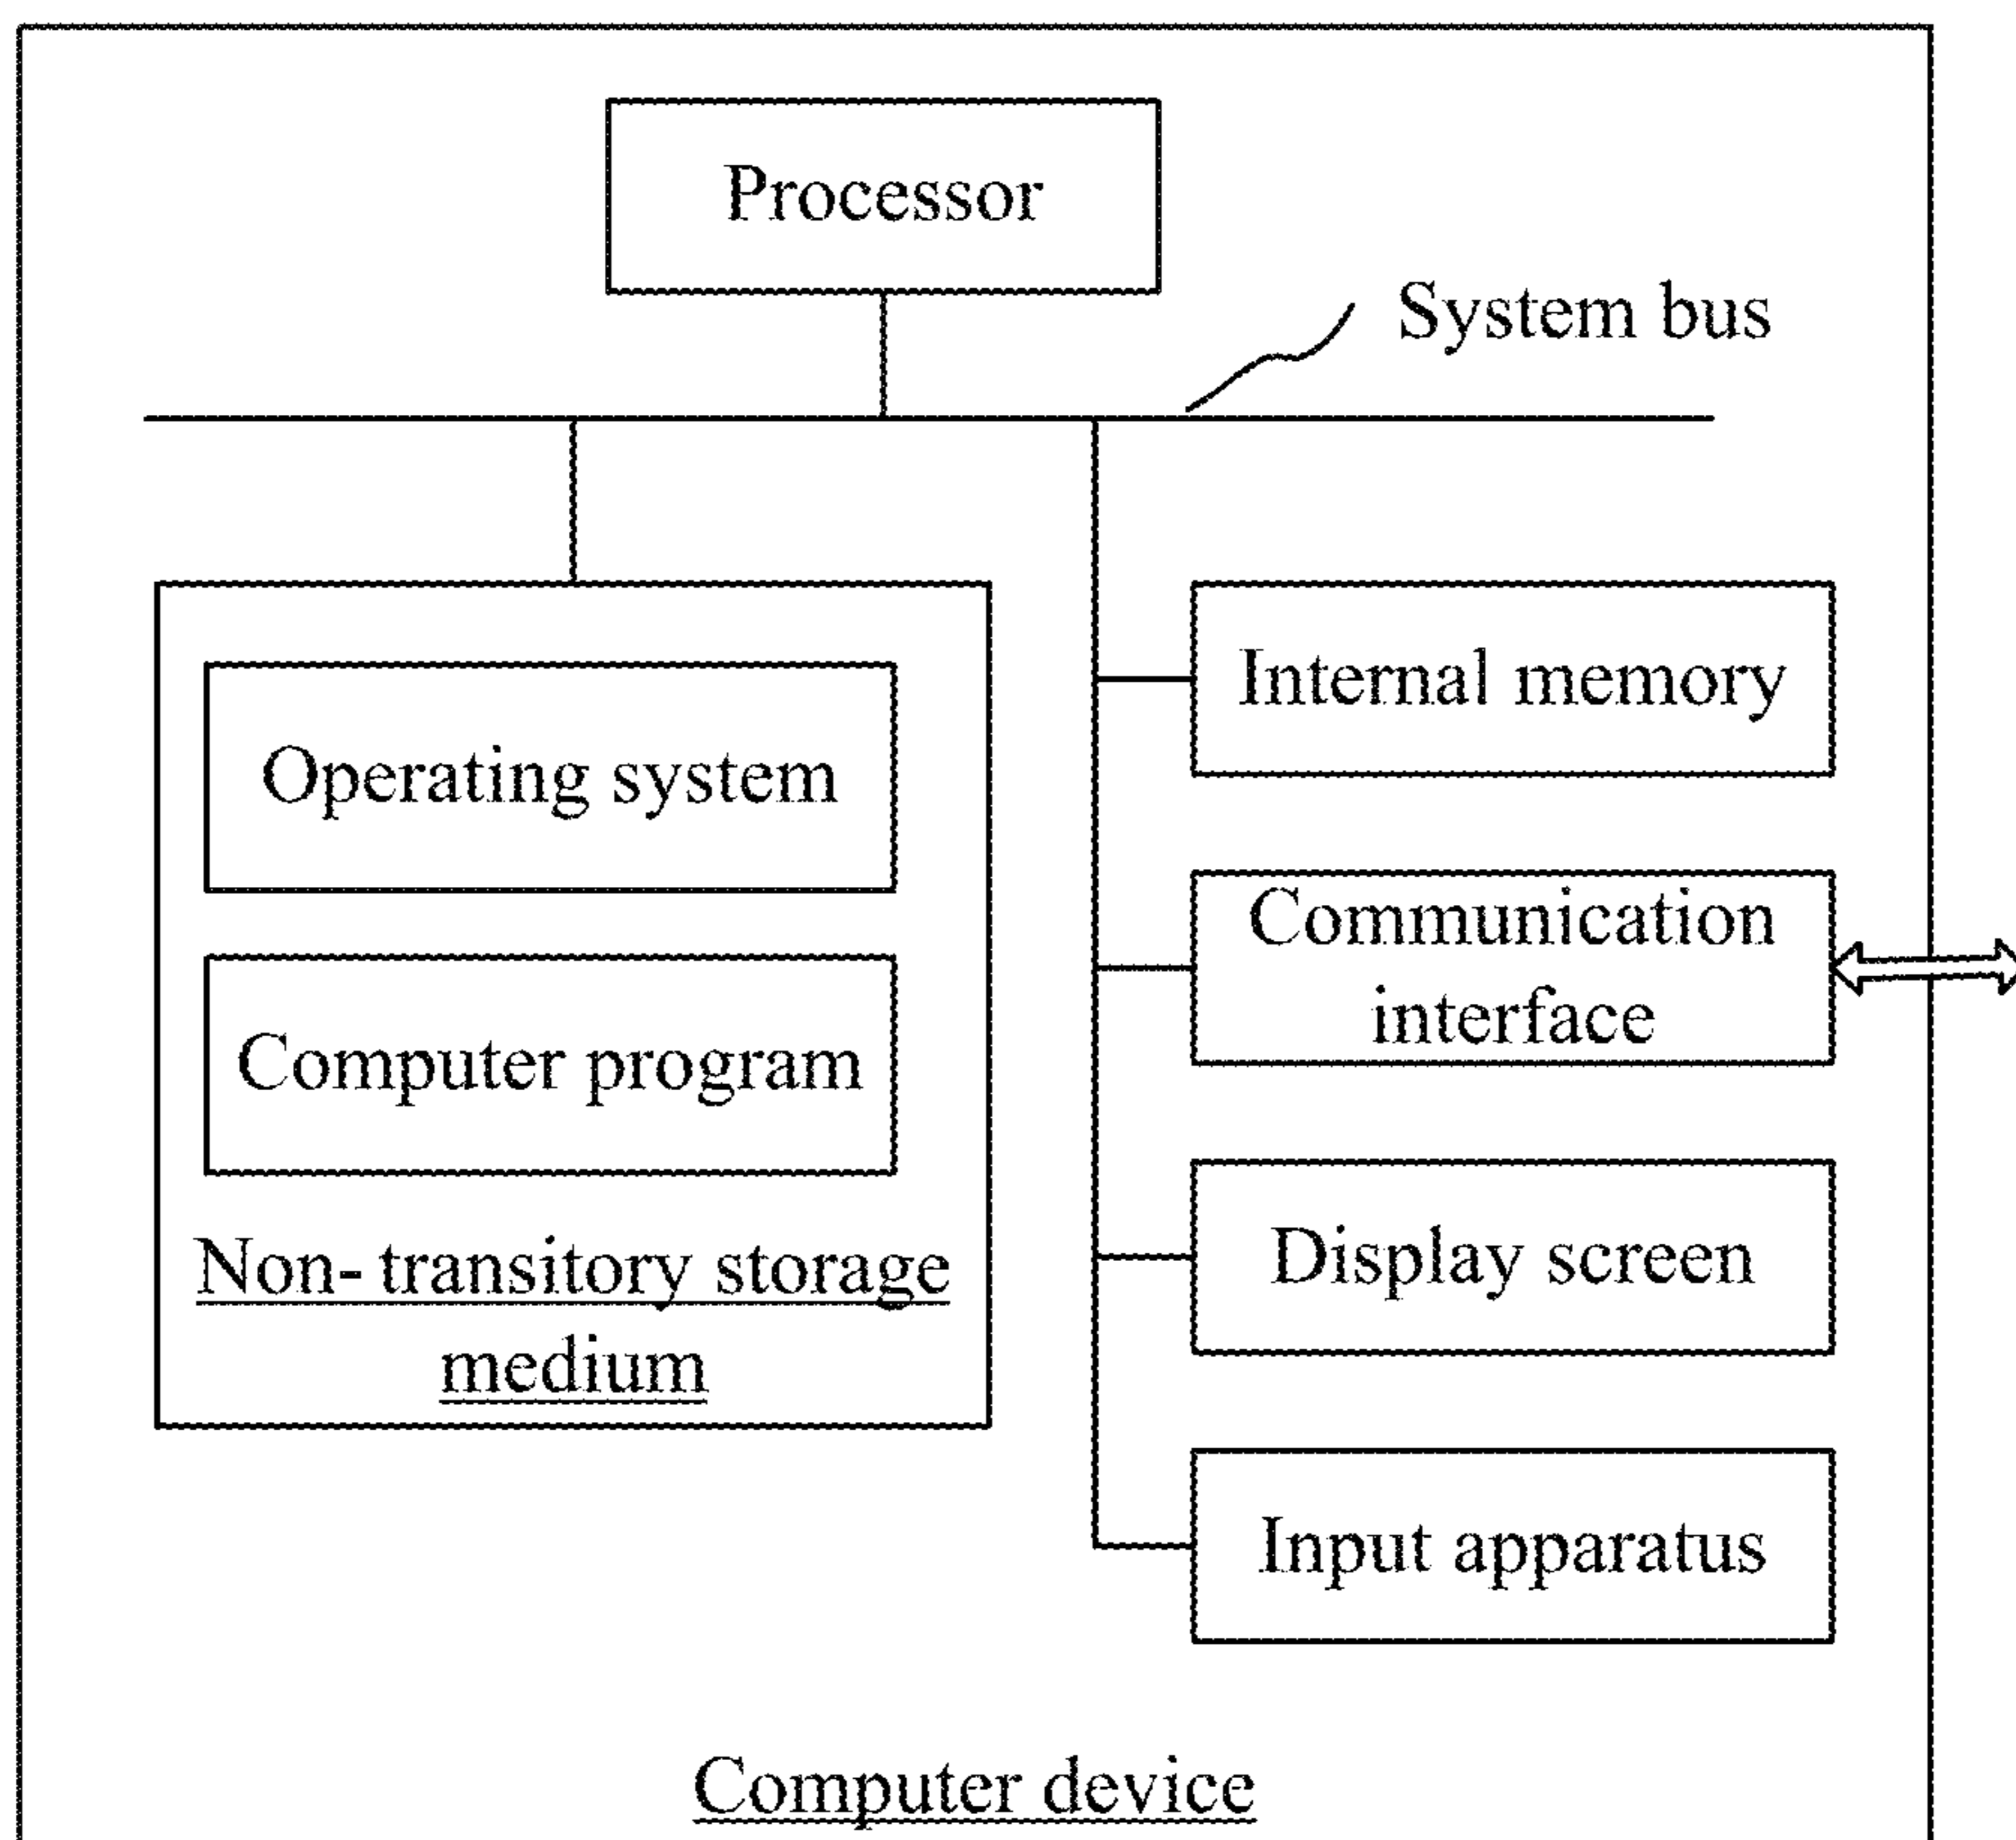 Processor
System bus
Operating system
Computer program
Non- transitory storage
medium
Internal memory
Communication
interface
Display screen
Input apparatus
Computer device